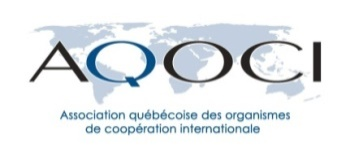 AQOCI
Association québécoise des organismes
de coopération internationale